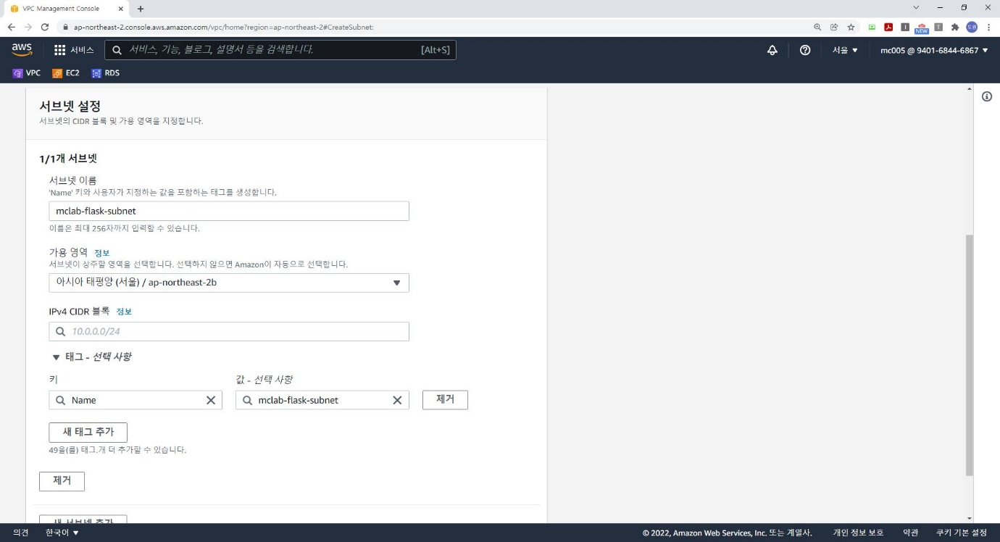 VPC Management Console
ap-northeast-2.console.aws.amazon.com/vpc/home?region=ap-northeast-2#CreateSubnet:
NEW
도원
aws
서비스
서비스, 기능, 블로그, 설명서 등을 검색합니다.
[Alt+S]
서울
mc005 @ 9401-6844-6867
VPC
EC2
RDS
서브넷 설정
서브넷의 CIDR 블록 및 가용 영역을 지정합니다.
1/1개 서브넷
서브넷 이름
'Name' 키와 사용자가 지정하는 값을 포함하는 태그를 생성합니다.
mclab-flask-subnet
이름은 최대 256자까지 입력할 수 있습니다.
가용 영역 정보
서브넷이 상주할 영역을 선택합니다. 선택하지 않으면 Amazon이 자동으로 선택합니다.
아시아 태평양 (서울) / ap-northeast-2b
IPv4 CIDR 블록 정보
10.0.0.0/24
태그 - 선택 사항
키
값 - 선택 사항
Name
mclab-flask-subnet
제거
새 태그 추가
49을(를) 태그.개 더 추가할 수 있습니다.
제거
새 서브넷 추가
의견
한국어
© 2022, Amazon Web Services, Inc. 또는 계열사.
개인 정보 보호
약관
쿠키 기본 설정